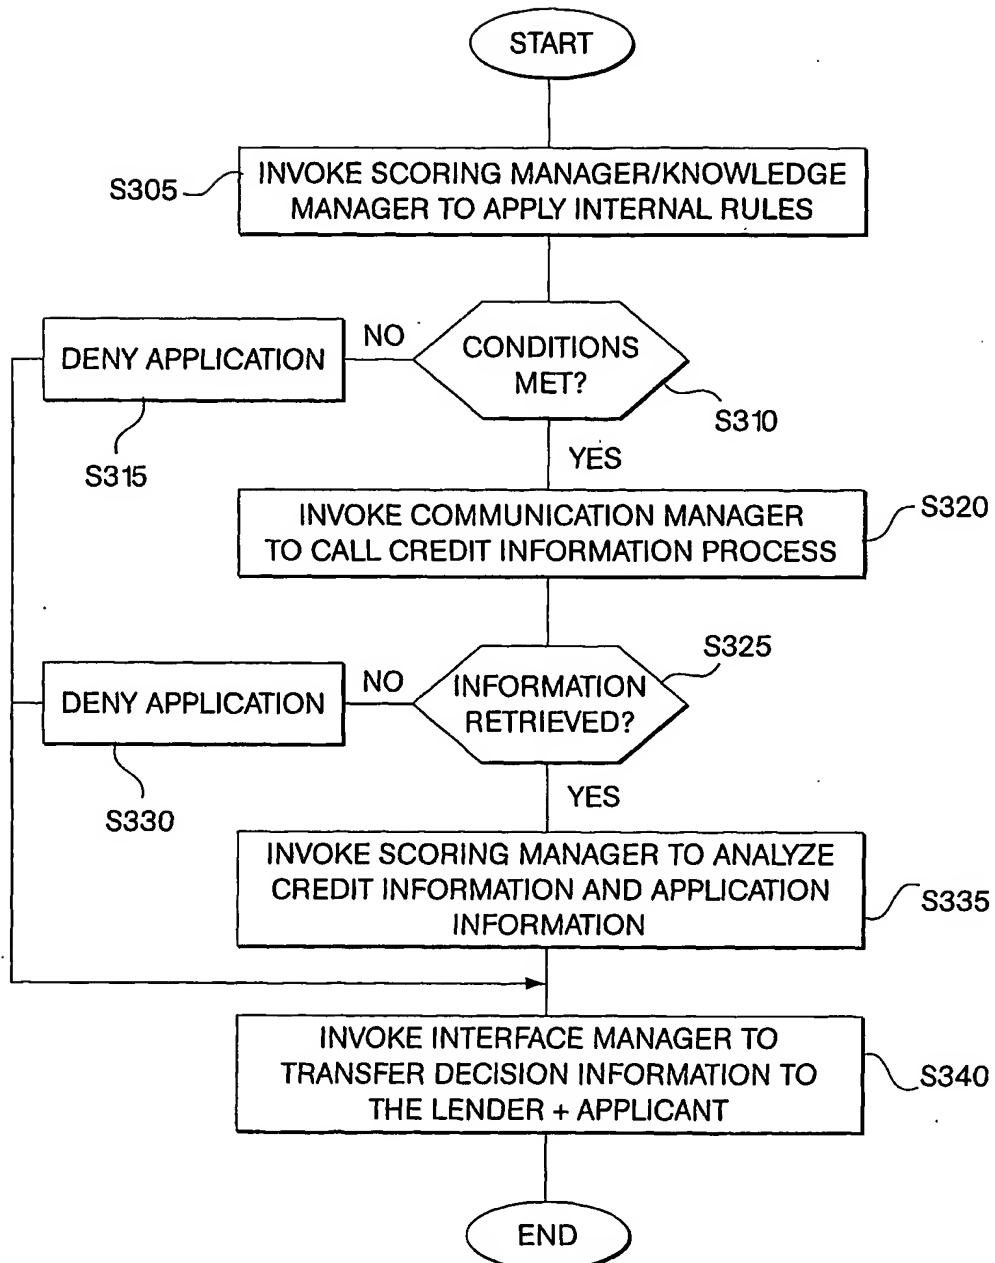 START
S305
INVOKE SCORING MANAGER/KNOWLEDGE
MANAGER TO APPLY INTERNAL RULES
DENY APPLICATION
NO
CONDITIONS
MET?
S310
S315
YES
INVOKE COMMUNICATION MANAGER
TO CALL CREDIT INFORMATION PROCESS
S320
S325
DENY APPLICATION
NO
INFORMATION
RETRIEVED?
S330
YES
INVOKE SCORING MANAGER TO ANALYZE
CREDIT INFORMATION AND APPLICATION
INFORMATION
S335
INVOKE INTERFACE MANAGER TO
TRANSFER DECISION INFORMATION TO
THE LENDER + APPLICANT
S340
END